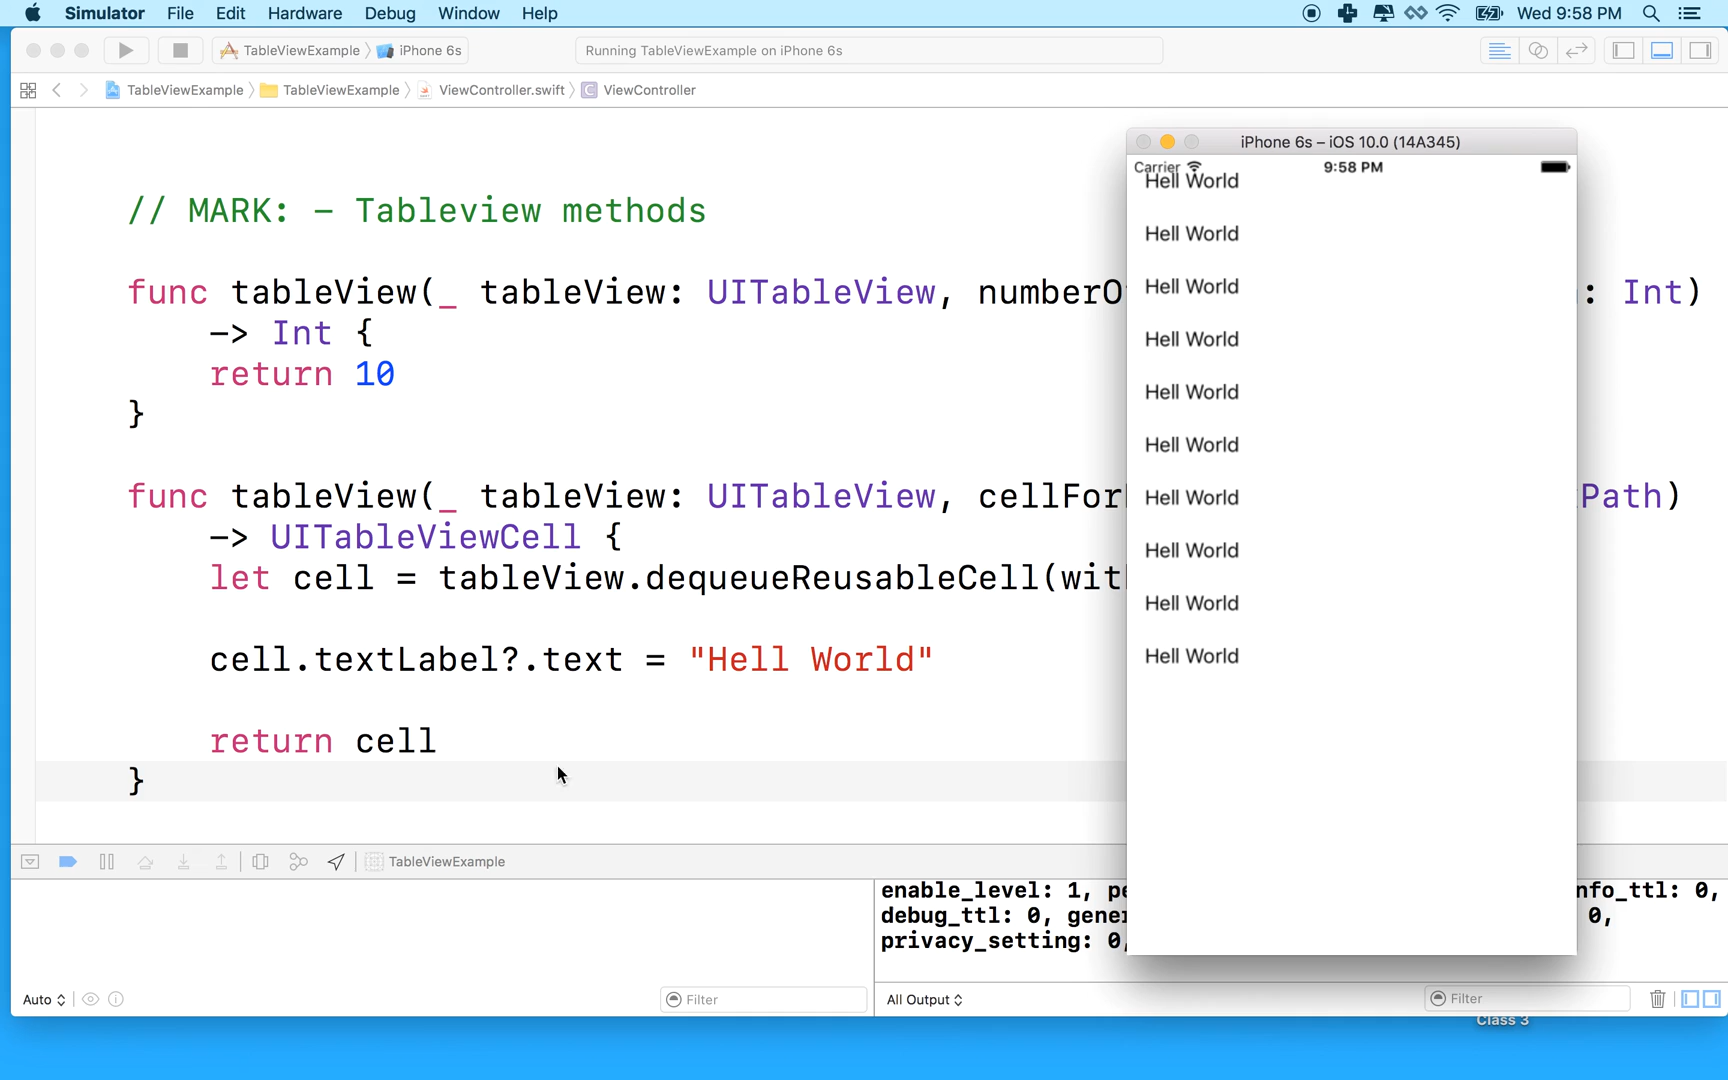 Simulator File Edit Hardware Debug Window Help Wed 9:58 PM
TableViewExample iPhone 6s Running TableViewExample on iPhone 6s
TableViewExample TableViewExample ViewController.swift C ViewController
iPhone 6s – iOS 10.0 (14A345)
Carrier 9:58 PM
Hell World
Hell World
Hell World
Hell World
Hell World
Hell World
Hell World
Hell World
Hell World
Hell World
// MARK: - Tableview methods
func tableView(_ tableView: UITableView, numberO : Int)
-> Int {
return 10
}
func tableView(_ tableView: UITableView, cellFor Path)
-> UITableViewCell {
let cell = tableView.dequeueReusableCell(wit
cell.textLabel?.text = "Hell World"
return cell
}
TableViewExample
enable_level: 1, pe nfo_ttl: 0,
debug_ttl: 0, gener 0,
privacy_setting: 0,
Auto Filter All Output Filter
Class 3